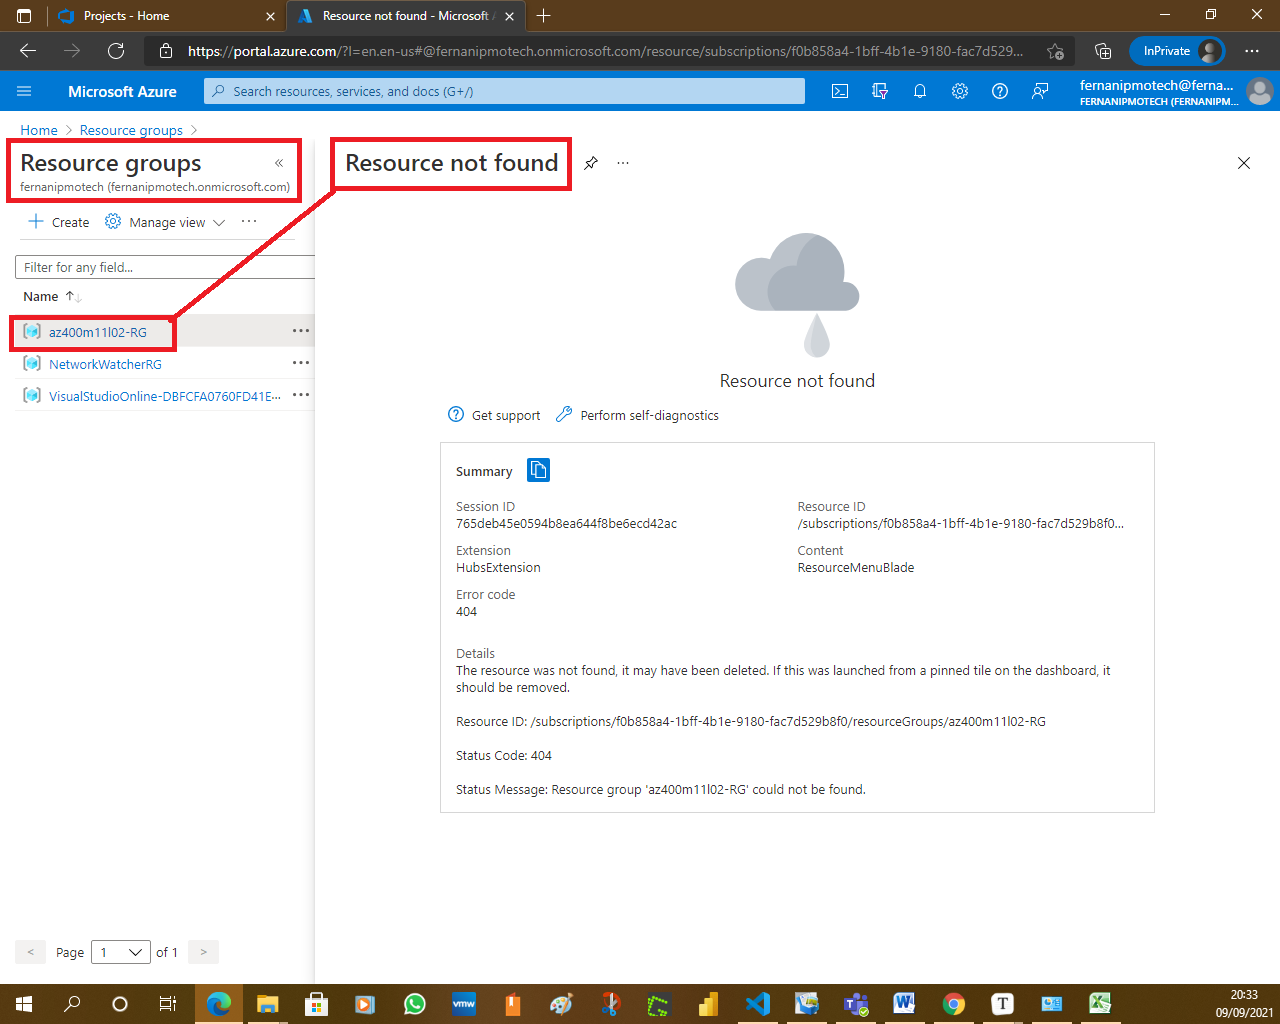 Projects - Home
Resource not found - Microsoft A
https://portal.azure.com/?l=en.en-us#@fernanipmotech.onmicrosoft.com/resource/subscriptions/f0b858a4-1bff-4b1e-9180-fac7d529...
InPrivate
Microsoft Azure
Search resources, services, and docs (G+/)
fernanipmotech@ferna...
FERNANIPMOTECH (FERNANIPM...
Home > Resource groups >
Resource groups
fernanipmotech (fernanipmotech.onmicrosoft.com)
Resource not found
Create
Manage view
Filter for any field...
Name
az400m11l02-RG
NetworkWatcherRG
VisualStudioOnline-DBFCFA0760FD41E...
Resource not found
Get support
Perform self-diagnostics
Summary
Session ID
765deb45e0594b8ea644f8be6ecd42ac
Resource ID
/subscriptions/f0b858a4-1bff-4b1e-9180-fac7d529b8f0...
Extension
HubsExtension
Content
ResourceMenuBlade
Error code
404
Details
The resource was not found, it may have been deleted. If this was launched from a pinned tile on the dashboard, it
should be removed.
Resource ID: /subscriptions/f0b858a4-1bff-4b1e-9180-fac7d529b8f0/resourceGroups/az400m11l02-RG
Status Code: 404
Status Message: Resource group 'az400m11l02-RG' could not be found.
< Page 1 of 1 >
vmw
20:33
09/09/2021